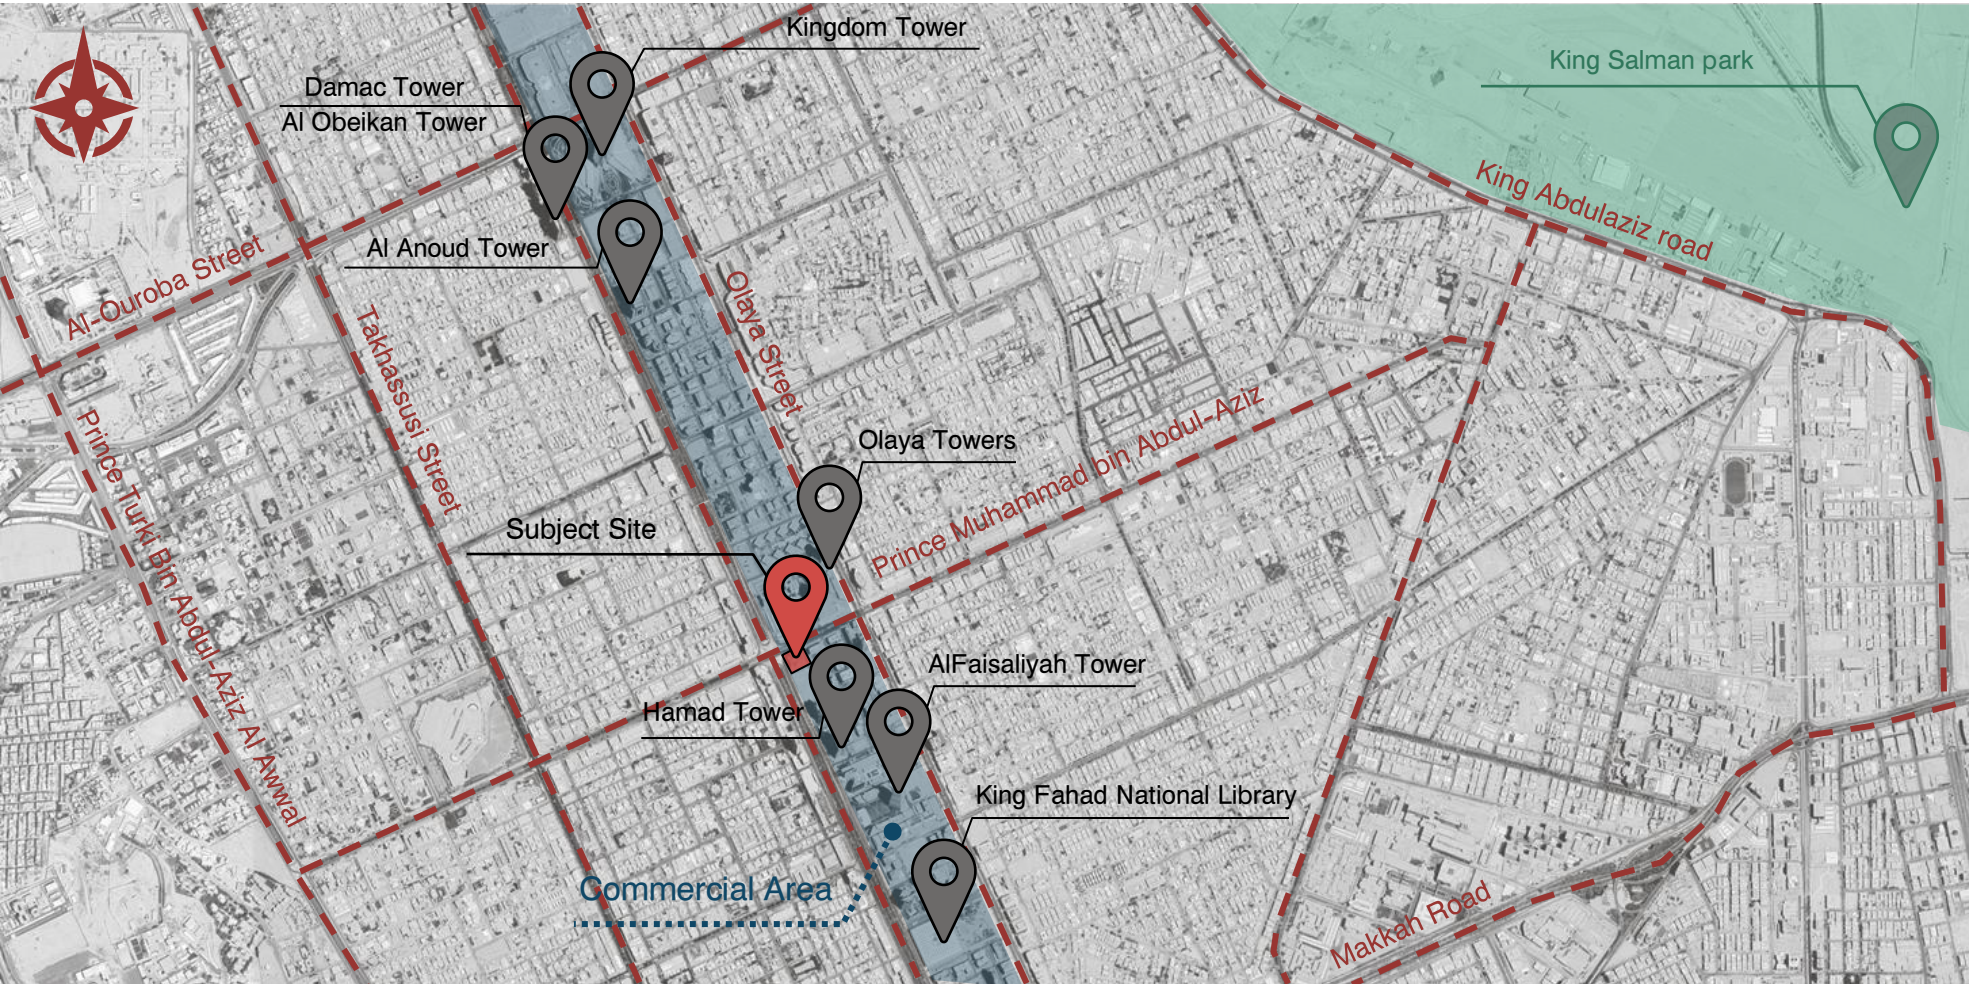 Kingdom Tower
Damac Tower
Al Obeikan Tower
King Salman park
King Abdulaziz road
Al Anoud Tower
Al-Ouroba Street
Takhassusi Street
Olaya Street
Prince Turki Bin Abdul-Aziz Al Awwal
Olaya Towers
Prince Muhammad bin Abdul-Aziz
Subject Site
AlFaisaliyah Tower
Hamad Tower
King Fahad National Library
Commercial Area
Makkah Road